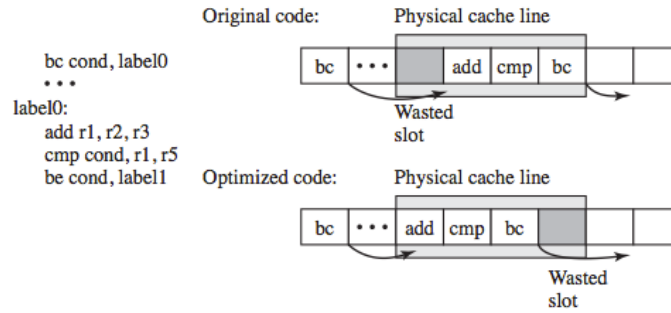 Original code:
Physical cache line
bc cond, label0
• • •
label0:
add r1, r2, r3
cmp cond, r1, r5
be cond, label1
bc • • • add cmp bc
Wasted
slot
Optimized code:
Physical cache line
bc • • • add cmp bc
Wasted
slot